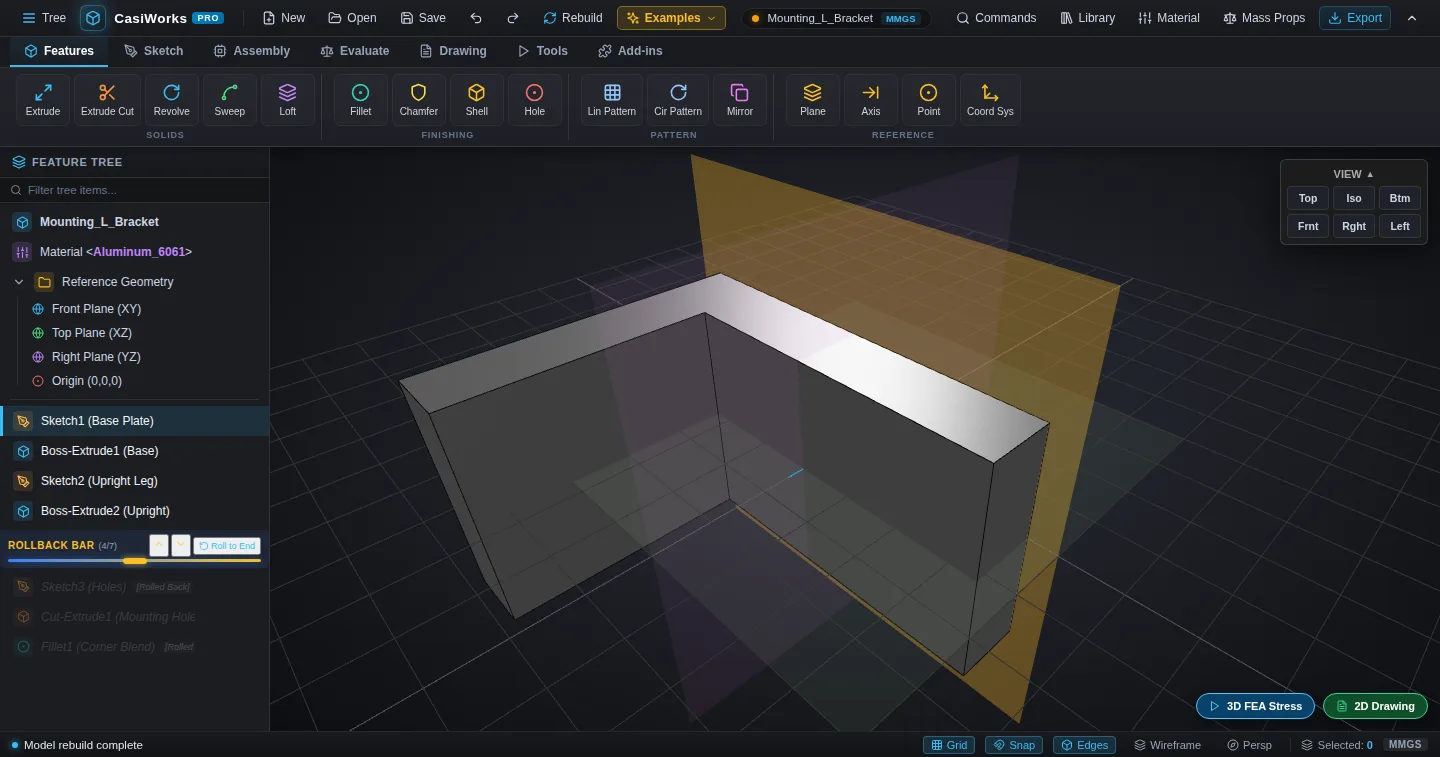 Tree CasiWorks PRO New Open Save Rebuild Examples Mounting_L_Bracket MMGS Commands Library Material Mass Props Export
Features Sketch Assembly Evaluate Drawing Tools Add-ins
Extrude Extrude Cut Revolve Sweep Loft Fillet Chamfer Shell Hole Lin Pattern Cir Pattern Mirror Plane Axis Point Coord Sys
SOLIDS FINISHING PATTERN REFERENCE
FEATURE TREE
Filter tree items...
Mounting_L_Bracket
Material <Aluminum_6061>
Reference Geometry
Front Plane (XY)
Top Plane (XZ)
Right Plane (YZ)
Origin (0,0,0)
Sketch1 (Base Plate)
Boss-Extrude1 (Base)
Sketch2 (Upright Leg)
Boss-Extrude2 (Upright)
ROLLBACK BAR (4/7) Roll to End
Sketch3 (Holes) [Rolled Back]
Cut-Extrude1 (Mounting Hole
Fillet1 (Corner Blend) [Rolled
VIEW ▲
Top Iso Btm
Frnt Rght Left
3D FEA Stress 2D Drawing
Model rebuild complete Grid Snap Edges Wireframe Persp Selected: 0 MMGS